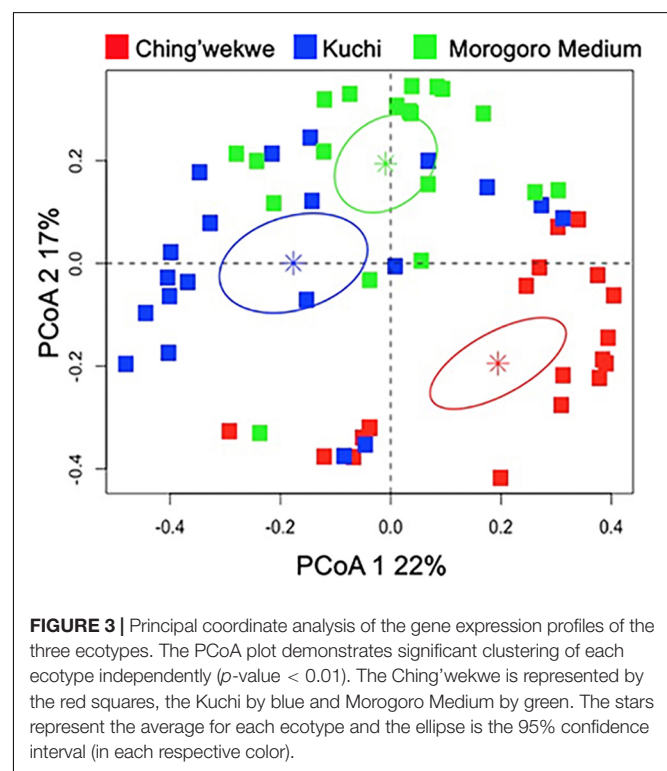 Ching'wekwe Kuchi Morogoro Medium
PCoA 2 17%
0.2
0.0
-0.2
-0.4
-0.4 -0.2 0.0 0.2 0.4
PCoA 1 22%
FIGURE 3 | Principal coordinate analysis of the gene expression profiles of the
three ecotypes. The PCoA plot demonstrates significant clustering of each
ecotype independently (p-value < 0.01). The Ching'wekwe is represented by
the red squares, the Kuchi by blue and Morogoro Medium by green. The stars
represent the average for each ecotype and the ellipse is the 95% confidence
interval (in each respective color).